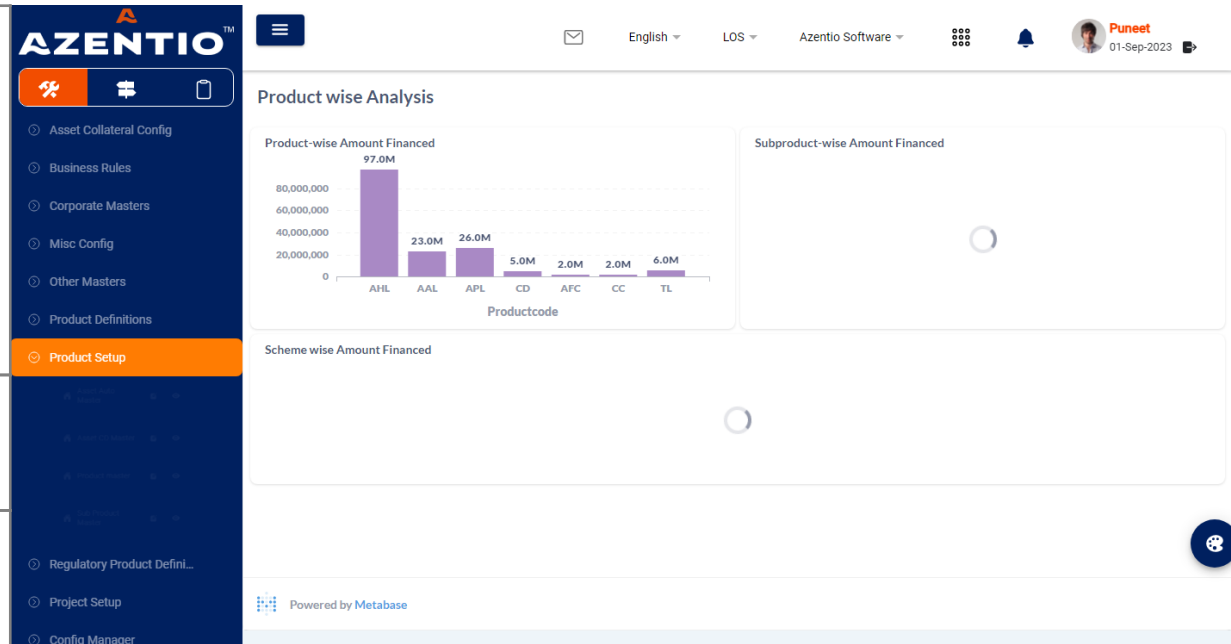 AZENTIO™
English
LOS
Azentio Software
Puneet
01-Sep-2023
Asset Collateral Config
Business Rules
Corporate Masters
Misc Config
Other Masters
Product Definitions
Product Setup
Regulatory Product Defini...
Project Setup
Config Manager
Product wise Analysis
Product-wise Amount Financed
97.0M
80,000,000
60,000,000
40,000,000
20,000,000
0
23.0M
26.0M
5.0M
2.0M
2.0M
6.0M
AHL
AAL
APL
CD
AFC
CC
TL
Productcode
Subproduct-wise Amount Financed
Scheme wise Amount Financed
Powered by Metabase